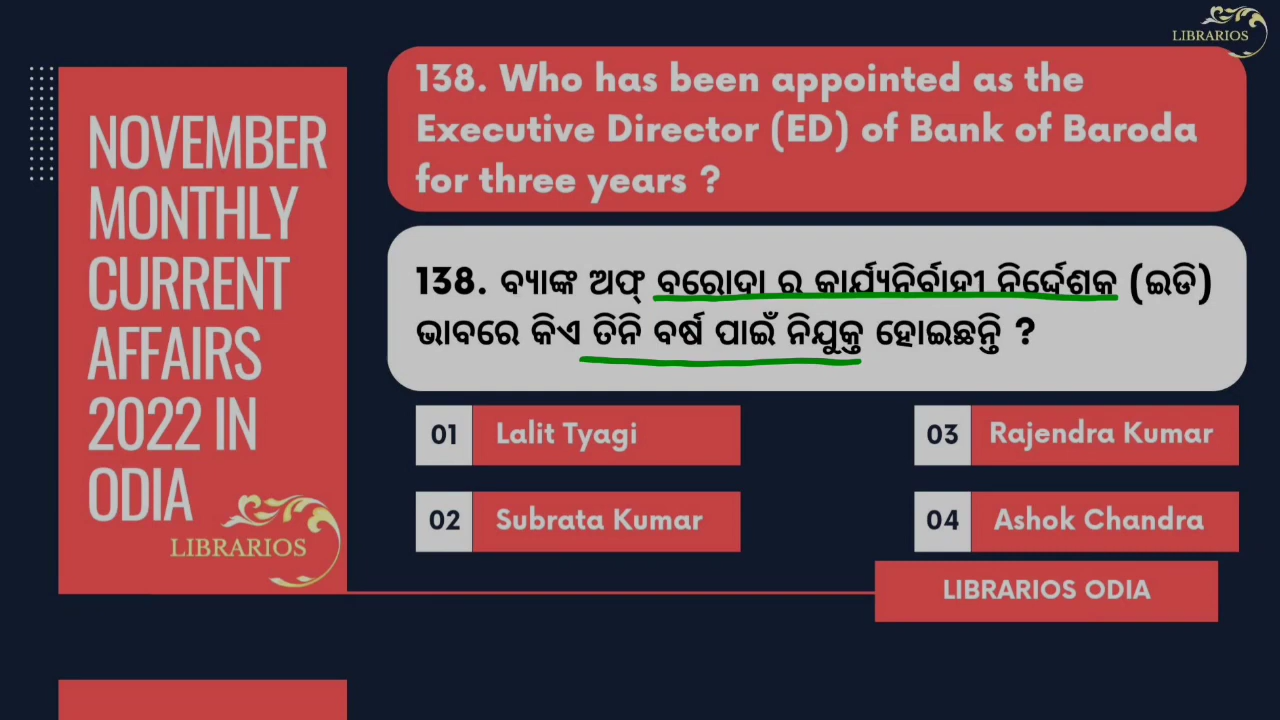 LIBRARIOS
NOVEMBER
MONTHLY
CURRENT
AFFAIRS
2022 IN
ODIA
LIBRARIOS
138. Who has been appointed as the
Executive Director (ED) of Bank of Baroda
for three years ?
138. ବ୍ୟାଙ୍କ ଅଫ୍ ବରୋଦା ର କାର୍ଯ୍ୟନିର୍ବାହୀ ନିର୍ଦ୍ଦେଶକ (ଇଡି)
ଭାବରେ କିଏ ତିନି ବର୍ଷ ପାଇଁ ନିଯୁକ୍ତ ହୋଇଛନ୍ତି ?
01 Lalit Tyagi
02 Subrata Kumar
03 Rajendra Kumar
04 Ashok Chandra
LIBRARIOS ODIA